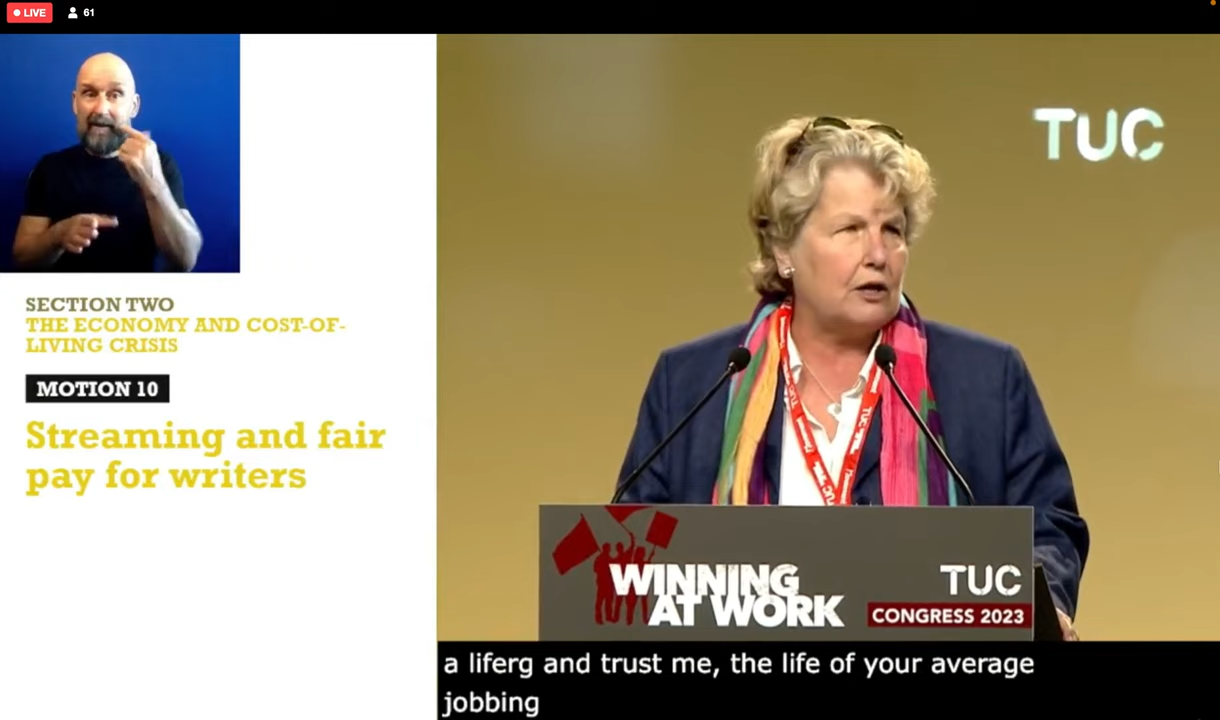 LIVE 61
TUC
SECTION TWO
THE ECONOMY AND COST-OF-
LIVING CRISIS
MOTION 10
Streaming and fair
pay for writers
WINNING
AT WORK
TUC
CONGRESS 2023
a liferg and trust me, the life of your average
jobbing